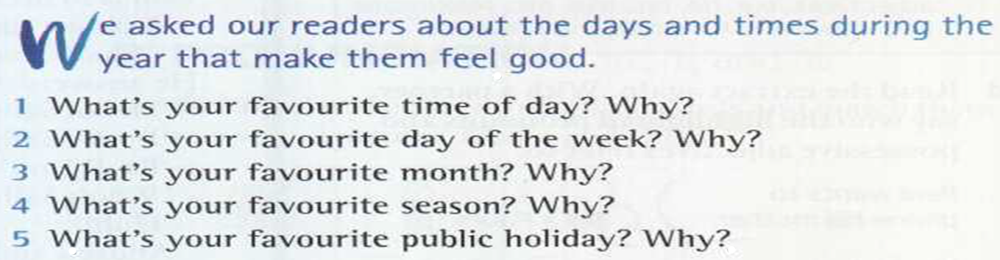 We asked our readers about the days and times during the
year that make them feel good.
1 What's your favourite time of day? Why?
2 What's your favourite day of the week? Why?
3 What's your favourite month? Why?
4 What's your favourite season? Why?
5 What's your favourite public holiday? Why?